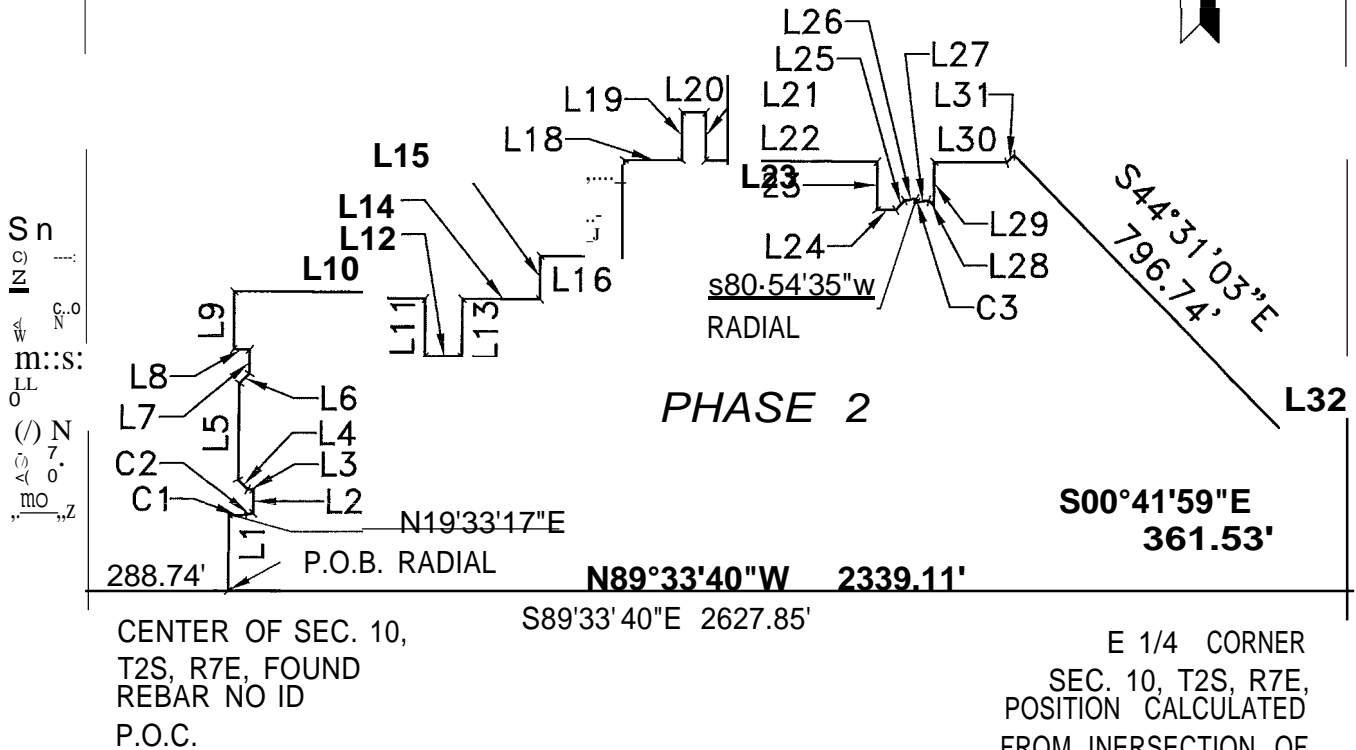 L26
L25
L27
L20
L21
L31
L19
L18
L22
L30
L15
L23
L14
L29
L12
L24
L28
L10
L16
S80·54'35"W
RADIAL
C3
S44°31'03"E
796.74'
L9
L11
L13
L8
L7
L6
L5
L4
L3
C2
C1
L2
L1
PHASE 2
L32
S00°41'59"E
361.53'
N19'33'17"E
P.O.B. RADIAL
288.74'
N89°33'40"W 2339.11'
S89'33'40"E 2627.85'
CENTER OF SEC. 10,
T2S, R7E, FOUND
REBAR NO ID
P.O.C.
E 1/4 CORNER
SEC. 10, T2S, R7E,
POSITION CALCULATED
FROM INERSECTION OF